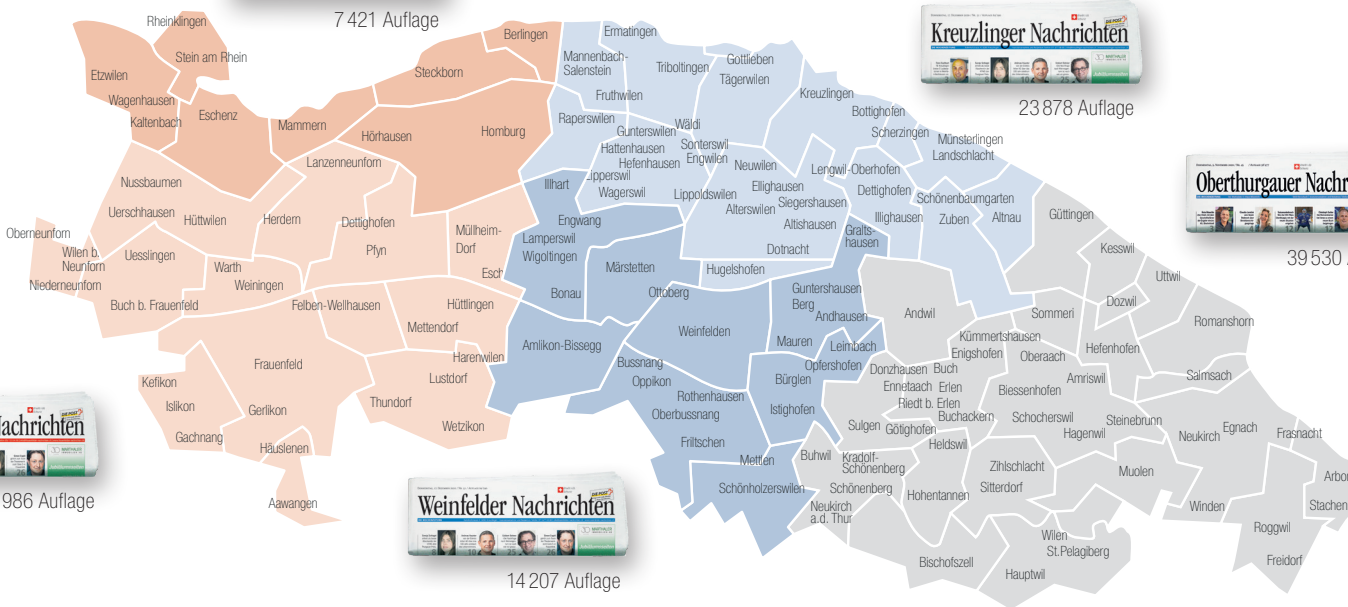 7 421 Auflage
Rheinklingen
Stein am Rhein
Etzwilen
Wagenhausen
Kaltenbach
Eschenz
Mammern
Steckborn
Berlingen
Hörhausen
Homburg
Ermatingen
Mannenbach-
Salenstein
Triboltingen
Gottlieben
Tägerwilen
Fruthwilen
Kreuzlingen
Raperswilen
Wäldi
Gunterswilen
Hattenhausen
Hefenhausen
Sonterswil
Engwilen
Lipperswil
Wagerswil
Neuwilen
Lippoldswilen
Ellighausen
Siegershausen
Alterswilen
Altishausen
Dotnacht
Hugelshofen
Bottighofen
Scherzingen
Münsterlingen
Landschlacht
Lengwil-Oberhofen
Dettighofen
Schönenbaumgarten
Illighausen
Zuben
Altnau
Kreuzlinger Nachrichten
DIE POST
23 878 Auflage
Oberthurgauer Nachr
39 530
Lanzenneunforn
Nussbaumen
Uerschhausen
Hüttwilen
Herdern
Dettighofen
Pfyn
Müllheim-
Dorf
Esch
Oberneunforn
Wilen b.
Neunforn
Niederneunforn
Uesslingen
Warth
Weiningen
Buch b. Frauenfeld
Felben-Wellhausen
Hüttlingen
Mettendorf
Harenwilen
Frauenfeld
Lustdorf
Kefikon
Islikon
Gerlikon
Thundorf
Wetzikon
Gachnang
Häuslenen
Aawangen
Nachrichten
DIE POST
986 Auflage
Illhart
Engwang
Lamperswil
Wigoltingen
Bonau
Märstetten
Ottoberg
Graltshausen
Guntershausen
Berg
Andhausen
Weinfelden
Mauren
Leimbach
Amlikon-Bissegg
Bussnang
Oppikon
Opfershofen
Bürglen
Rothenhausen
Oberbussnang
Istighofen
Friltschen
Mettlen
Schönholzerswilen
Weinfelder Nachrichten
DIE POST
14 207 Auflage
Güttingen
Kesswil
Uttwil
Dozwil
Romanshorn
Andwil
Sommeri
Kümmertshausen
Enigshofen
Oberaach
Hefenhofen
Donzhausen
Buch
Amriswil
Salmsach
Ennetaach
Erlen
Biessenhofen
Riedt b. Erlen
Buchackern
Schocherswil
Steinebrunn
Sulgen
Götighofen
Hagenwil
Neukirch
Egnach
Frasnacht
Heldswil
Buhwil
Kradolf-
Schönenberg
Zihlschlacht
Muolen
Arbon
Schönenberg
Sitterdorf
Hohentannen
Neukirch
a.d. Thur
Winden
Stachen
Roggwil
Wilen
St.Pelagiberg
Bischofszell
Freidorf
Hauptwil